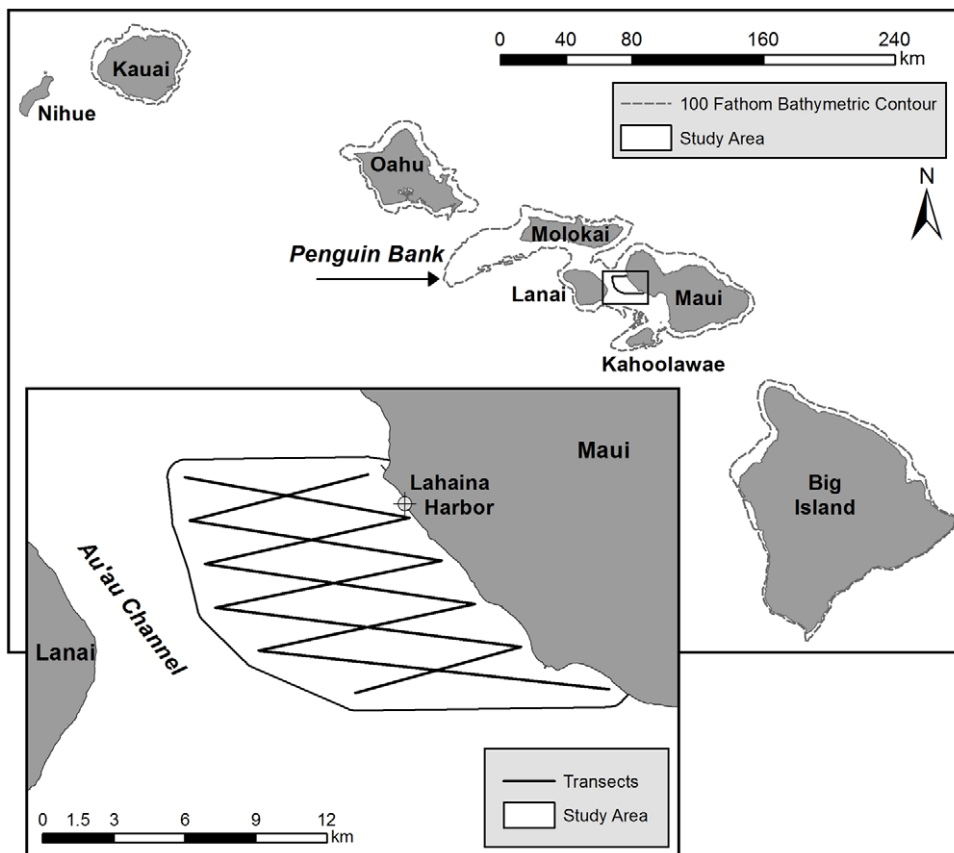 0 40 80 160 240
km
Kauai
Nihue
100 Fathom Bathymetric Contour
Study Area
Oahu
N
Molokai
Penguin Bank
Lanai
Maui
Kahoolawae
Big
Island
Maui
Lahaina
Harbor
Au'au Channel
Lanai
Transects
Study Area
0 1.5 3 6 9 12
km